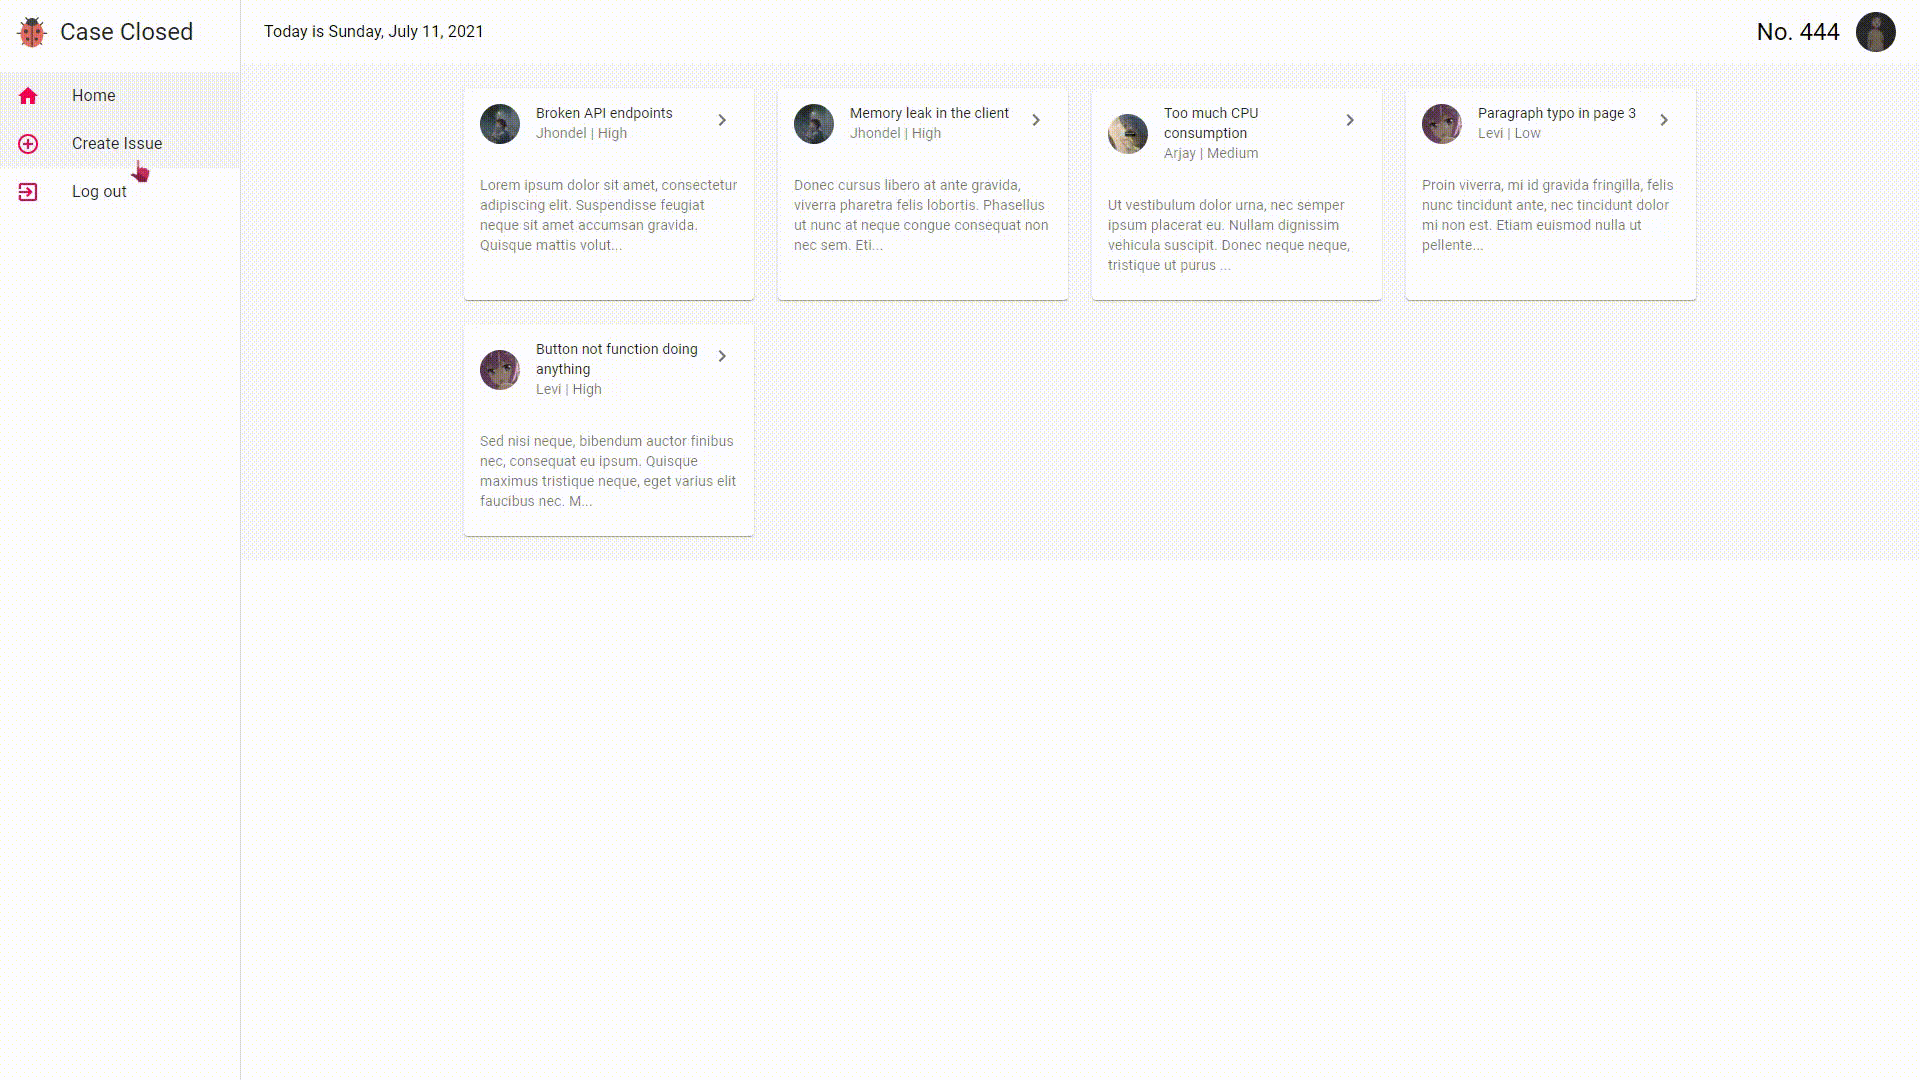 Case Closed
Today is Sunday, July 11, 2021
No. 444
Home
Create Issue
Log out
Broken API endpoints
Jhondel | High
Lorem ipsum dolor sit amet, consectetur
adipiscing elit. Suspendisse feugiat
neque sit amet accumsan gravida.
Quisque mattis volut...
Memory leak in the client
Jhondel | High
Donec cursus libero at ante gravida,
viverra pharetra felis lobortis. Phasellus
ut nunc at neque congue consequat non
nec sem. Eti...
Too much CPU
consumption
Arjay | Medium
Ut vestibulum dolor urna, nec semper
ipsum placerat eu. Nullam dignissim
vehicula suscipit. Donec neque neque,
tristique ut purus ...
Paragraph typo in page 3
Levi | Low
Proin viverra, mi id gravida fringilla, felis
nunc tincidunt ante, nec tincidunt dolor
mi non est. Etiam euismod nulla ut
pellente...
Button not function doing
anything
Levi | High
Sed nisi neque, bibendum auctor finibus
nec, consequat eu ipsum. Quisque
maximus tristique neque, eget varius elit
faucibus nec. M...